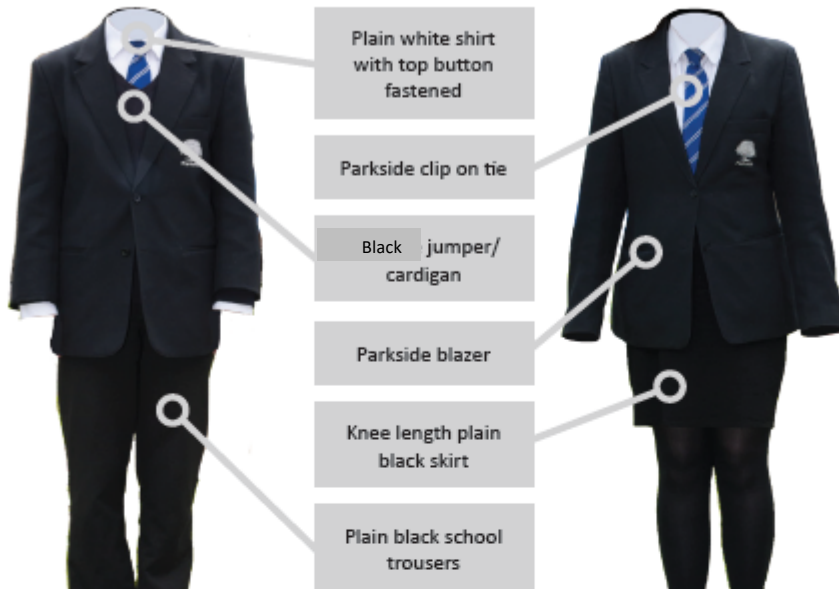 Plain white shirt
with top button
fastened
Parkside clip on tie
Black jumper/
cardigan
Parkside blazer
Knee length plain
black skirt
Plain black school
trousers